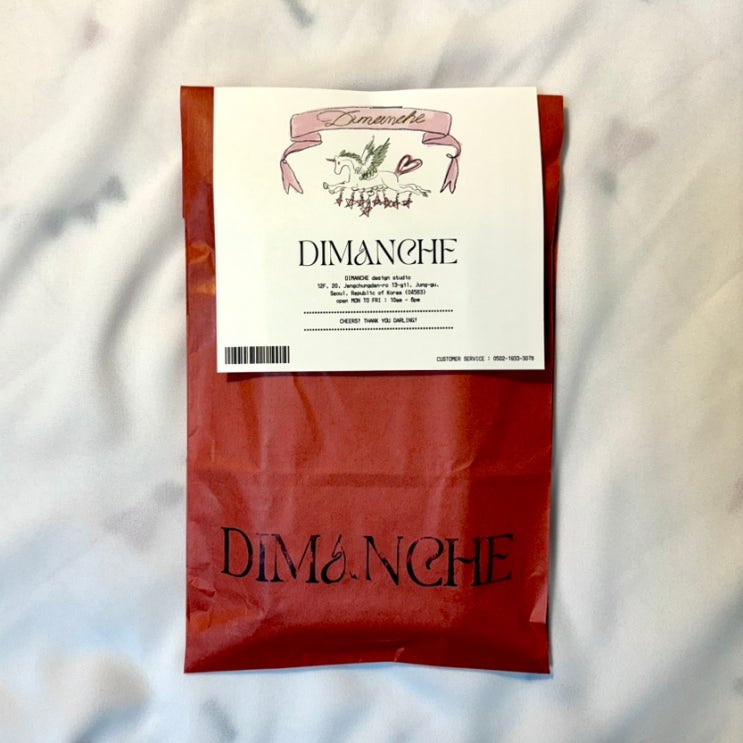 Dimanche
DIMANCHE
DIMANCHE design studio
12F, 20, Jangchungdan-ro 13-gil, Jung-gu,
Seoul, Republic of Korea (04563)
open MON TO FRI : 10am - 6pm
CHEERS! THANK YOU DARLING!
CUSTOMER SERVICE : 0502-1933-3078
DIMANCHE